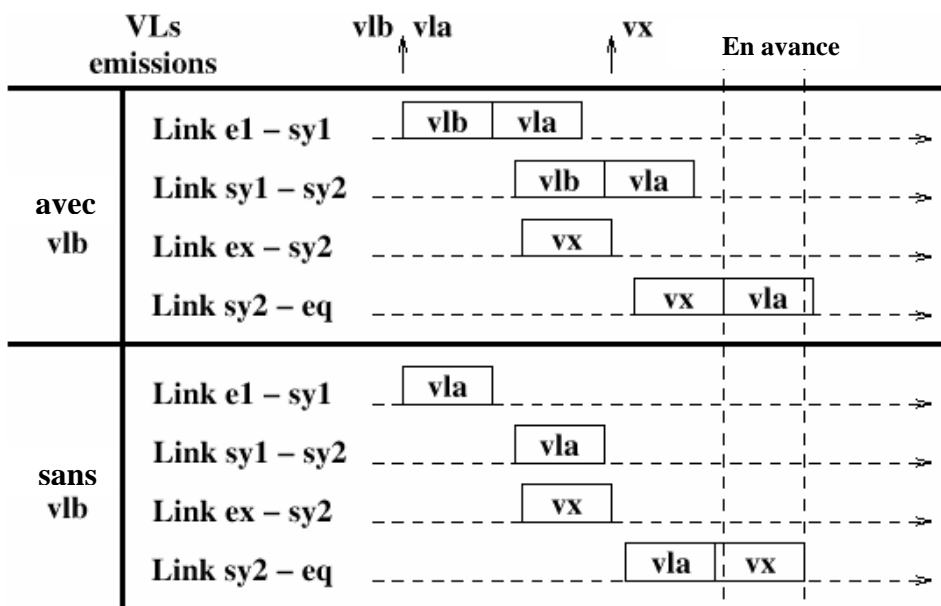 VLs vlb vla vx En avance
emissions
avec
vlb
Link e1 – sy1 vlb vla
Link sy1 – sy2 vlb vla
Link ex – sy2 vx
Link sy2 – eq vx vla
sans
vlb
Link e1 – sy1 vla
Link sy1 – sy2 vla
Link ex – sy2 vx
Link sy2 – eq vla vx